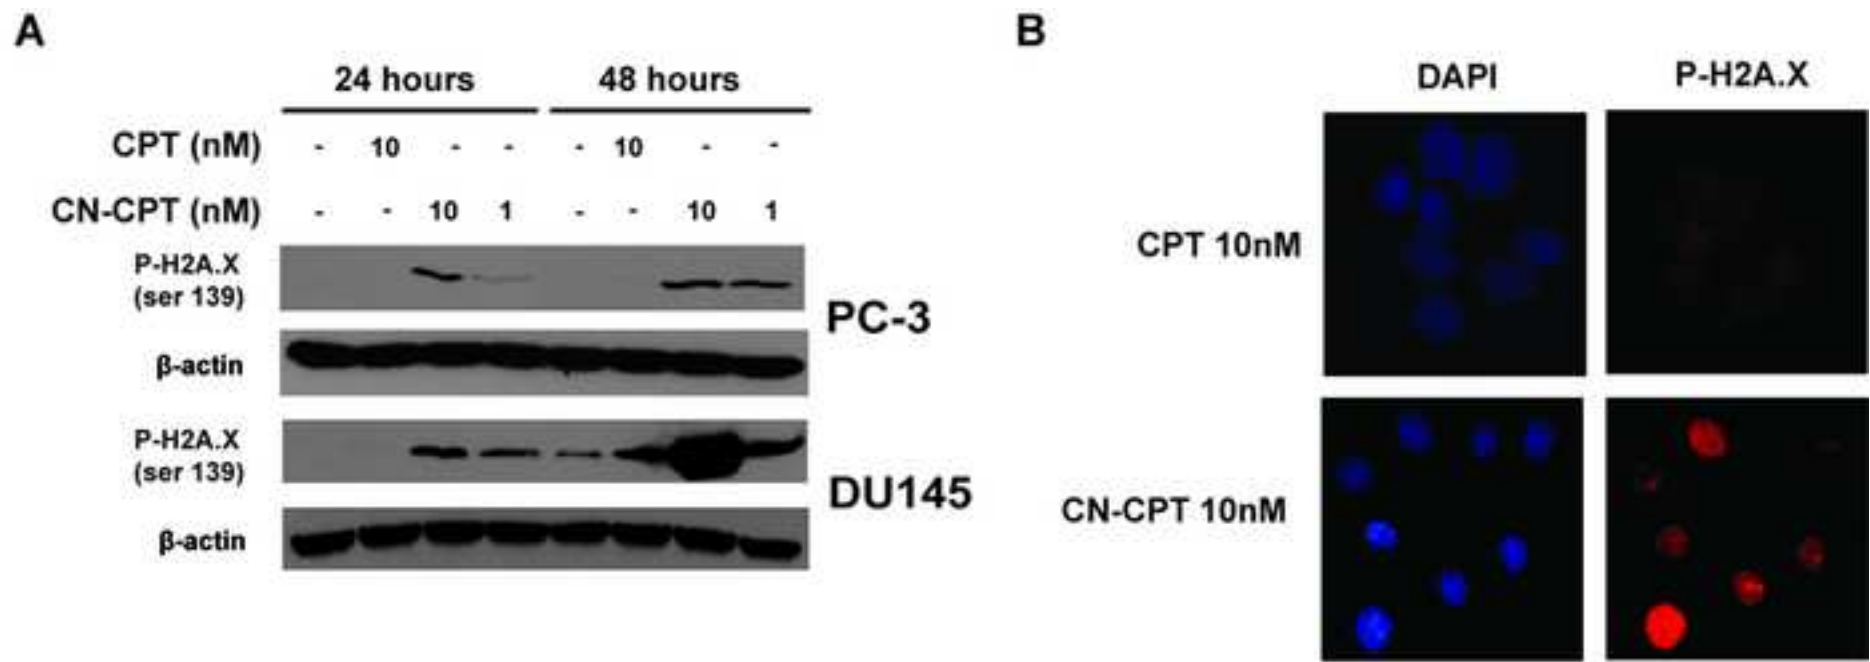 A
24 hours 48 hours
CPT (nM) - 10 - - - 10 - -
CN-CPT (nM) - - 10 1 - - 10 1
P-H2A.X
(ser 139)
β-actin
PC-3
P-H2A.X
(ser 139)
β-actin
DU145
B
DAPI P-H2A.X
CPT 10nM
CN-CPT 10nM